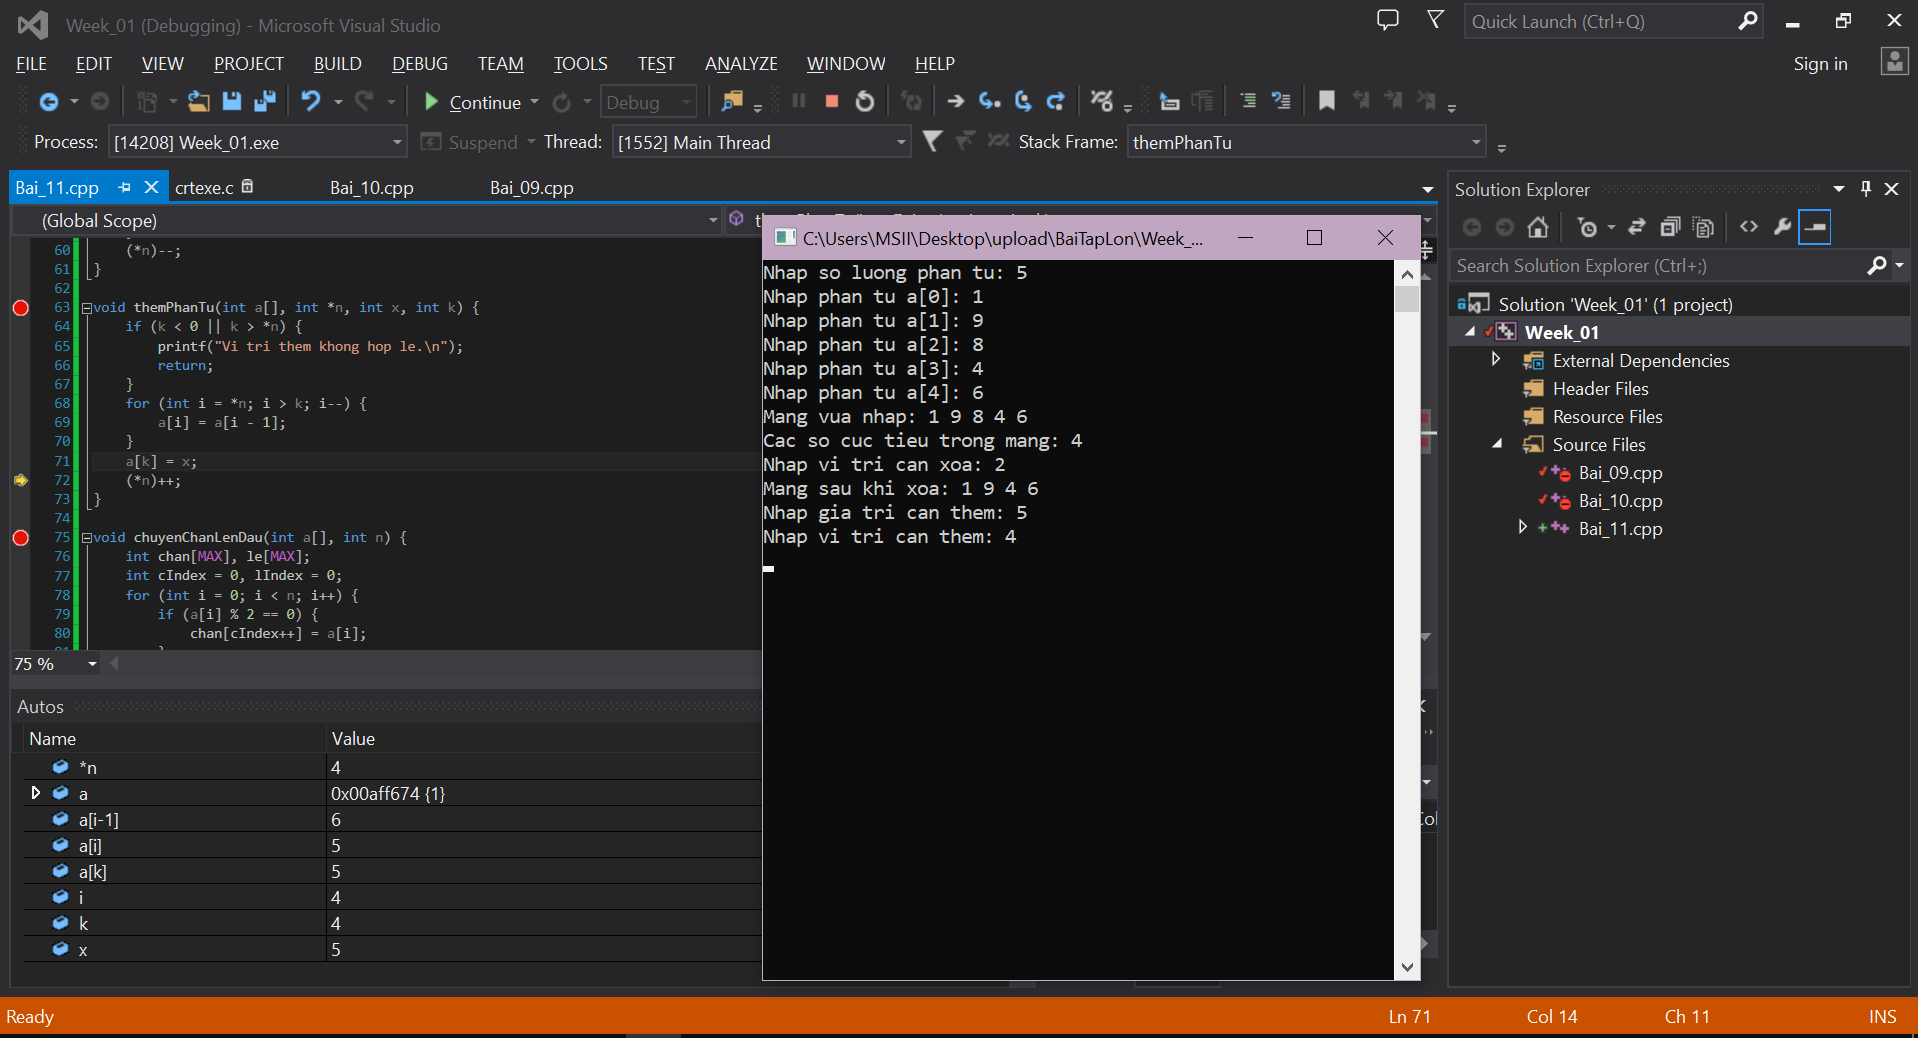 Week_01 (Debugging) - Microsoft Visual Studio
Quick Launch (Ctrl+Q)
FILE EDIT VIEW PROJECT BUILD DEBUG TEAM TOOLS TEST ANALYZE WINDOW HELP
Sign in
Continue
Debug
Process: [14208] Week_01.exe
Suspend
Thread: [1552] Main Thread
Stack Frame: themPhanTu
Bai_11.cpp
crtexe.c
Bai_10.cpp
Bai_09.cpp
(Global Scope)
60 (*n)--;
61 }
62
63 void themPhanTu(int a[], int *n, int x, int k) {
64 if (k < 0 || k > *n) {
65 printf("Vi tri them khong hop le.\n");
66 return;
67 }
68 for (int i = *n; i > k; i--) {
69 a[i] = a[i - 1];
70 }
71 a[k] = x;
72 (*n)++;
73 }
74
75 void chuyenChanLenDau(int a[], int n) {
76 int chan[MAX], le[MAX];
77 int cIndex = 0, lIndex = 0;
78 for (int i = 0; i < n; i++) {
79 if (a[i] % 2 == 0) {
80 chan[cIndex++] = a[i];
75 %
Autos
Name Value
*n 4
a 0x00aff674 {1}
a[i-1] 6
a[i] 5
a[k] 5
i 4
k 4
x 5
C:\Users\MSII\Desktop\upload\BaiTapLon\Week_...
Nhap so luong phan tu: 5
Nhap phan tu a[0]: 1
Nhap phan tu a[1]: 9
Nhap phan tu a[2]: 8
Nhap phan tu a[3]: 4
Nhap phan tu a[4]: 6
Mang vua nhap: 1 9 8 4 6
Cac so cuc tieu trong mang: 4
Nhap vi tri can xoa: 2
Mang sau khi xoa: 1 9 4 6
Nhap gia tri can them: 5
Nhap vi tri can them: 4
Solution Explorer
Search Solution Explorer (Ctrl+;)
Solution 'Week_01' (1 project)
Week_01
External Dependencies
Header Files
Resource Files
Source Files
Bai_09.cpp
Bai_10.cpp
Bai_11.cpp
Ready
Ln 71
Col 14
Ch 11
INS